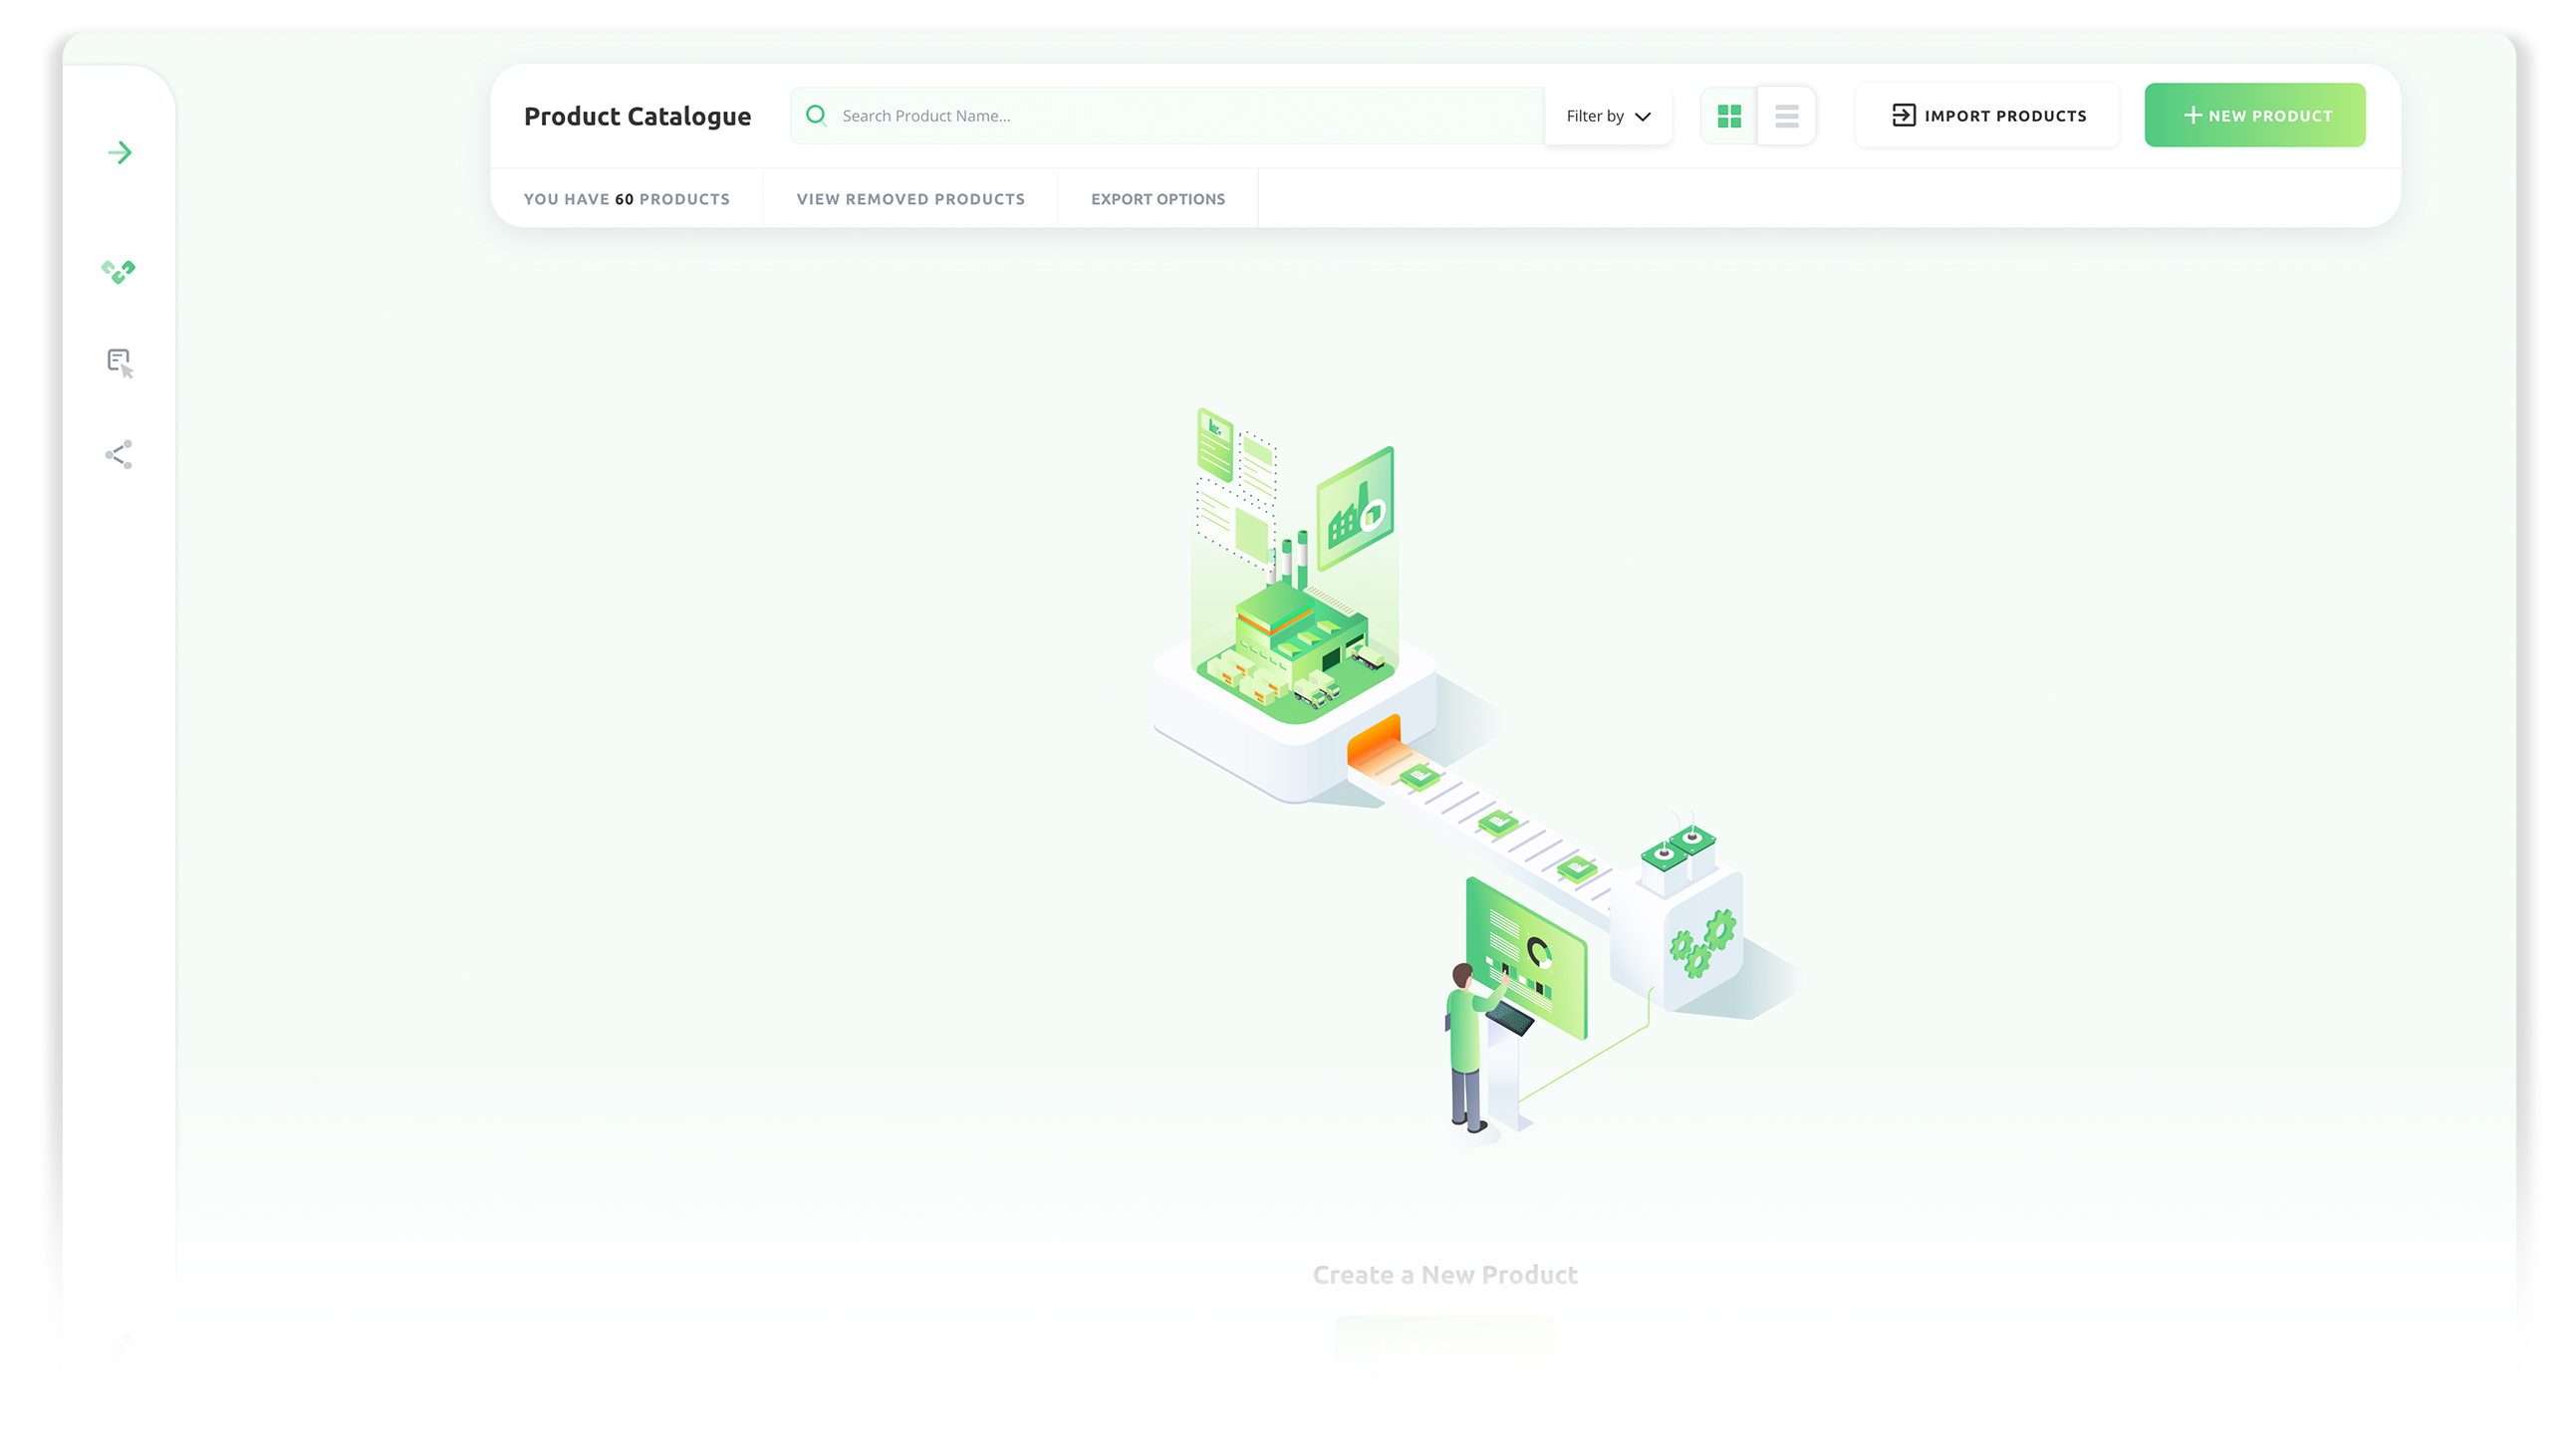 Product Catalogue
Search Product Name...
Filter by
IMPORT PRODUCTS
NEW PRODUCT
YOU HAVE 60 PRODUCTS
VIEW REMOVED PRODUCTS
EXPORT OPTIONS
Create a New Product